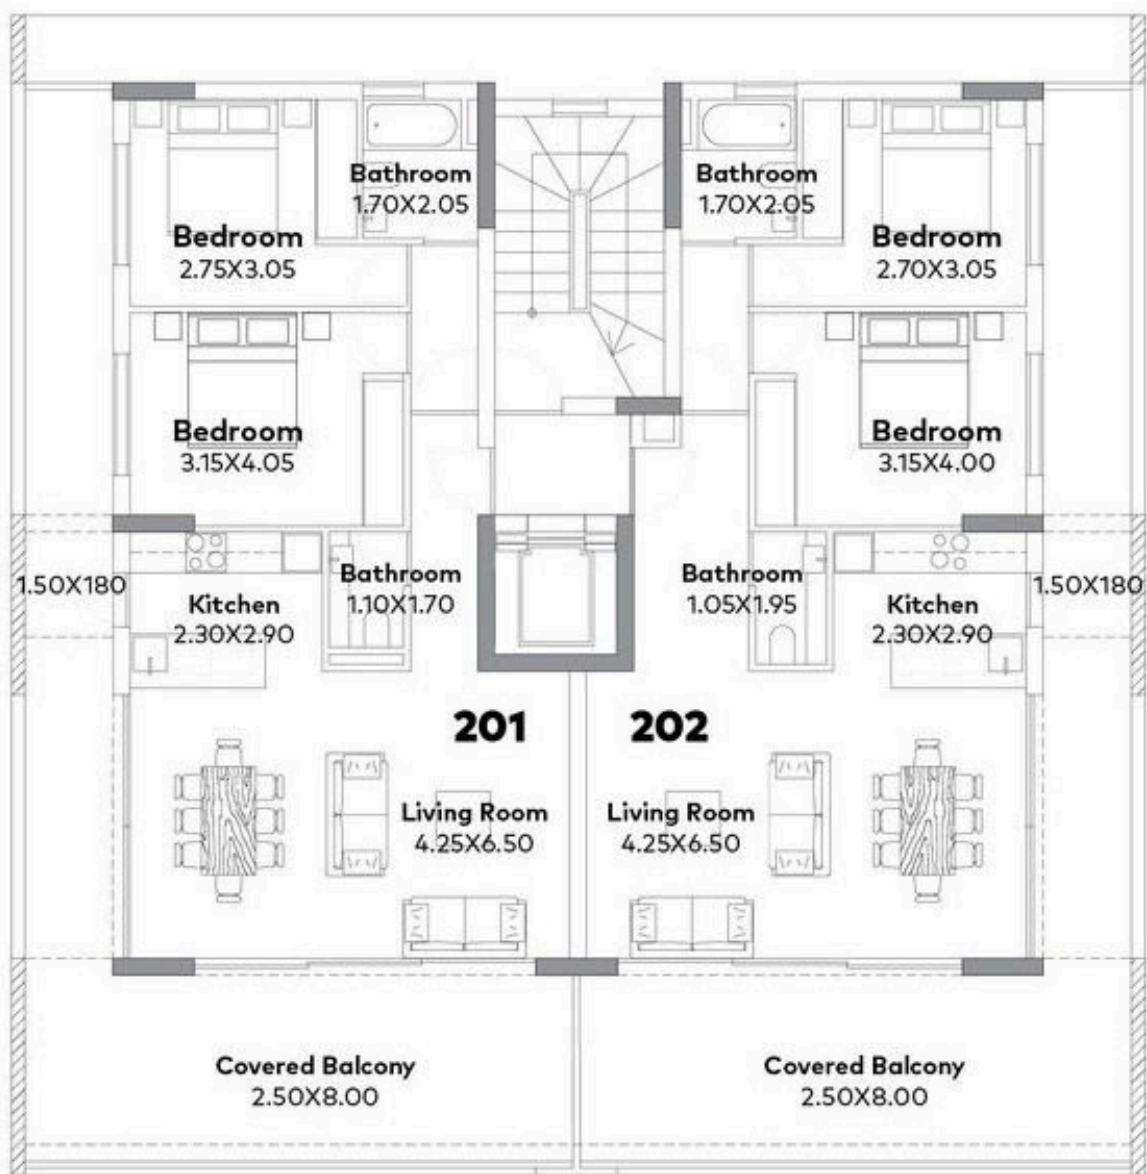 Bathroom
1.70X2.05
Bathroom
1.70X2.05
Bedroom
2.75X3.05
Bedroom
2.70X3.05
Bedroom
3.15X4.05
Bedroom
3.15X4.00
1.50X180
Kitchen
2.30X2.90
Bathroom
1.10X1.70
Bathroom
1.05X1.95
Kitchen
2.30X2.90
1.50X180
201
202
Living Room
4.25X6.50
Living Room
4.25X6.50
Covered Balcony
2.50X8.00
Covered Balcony
2.50X8.00